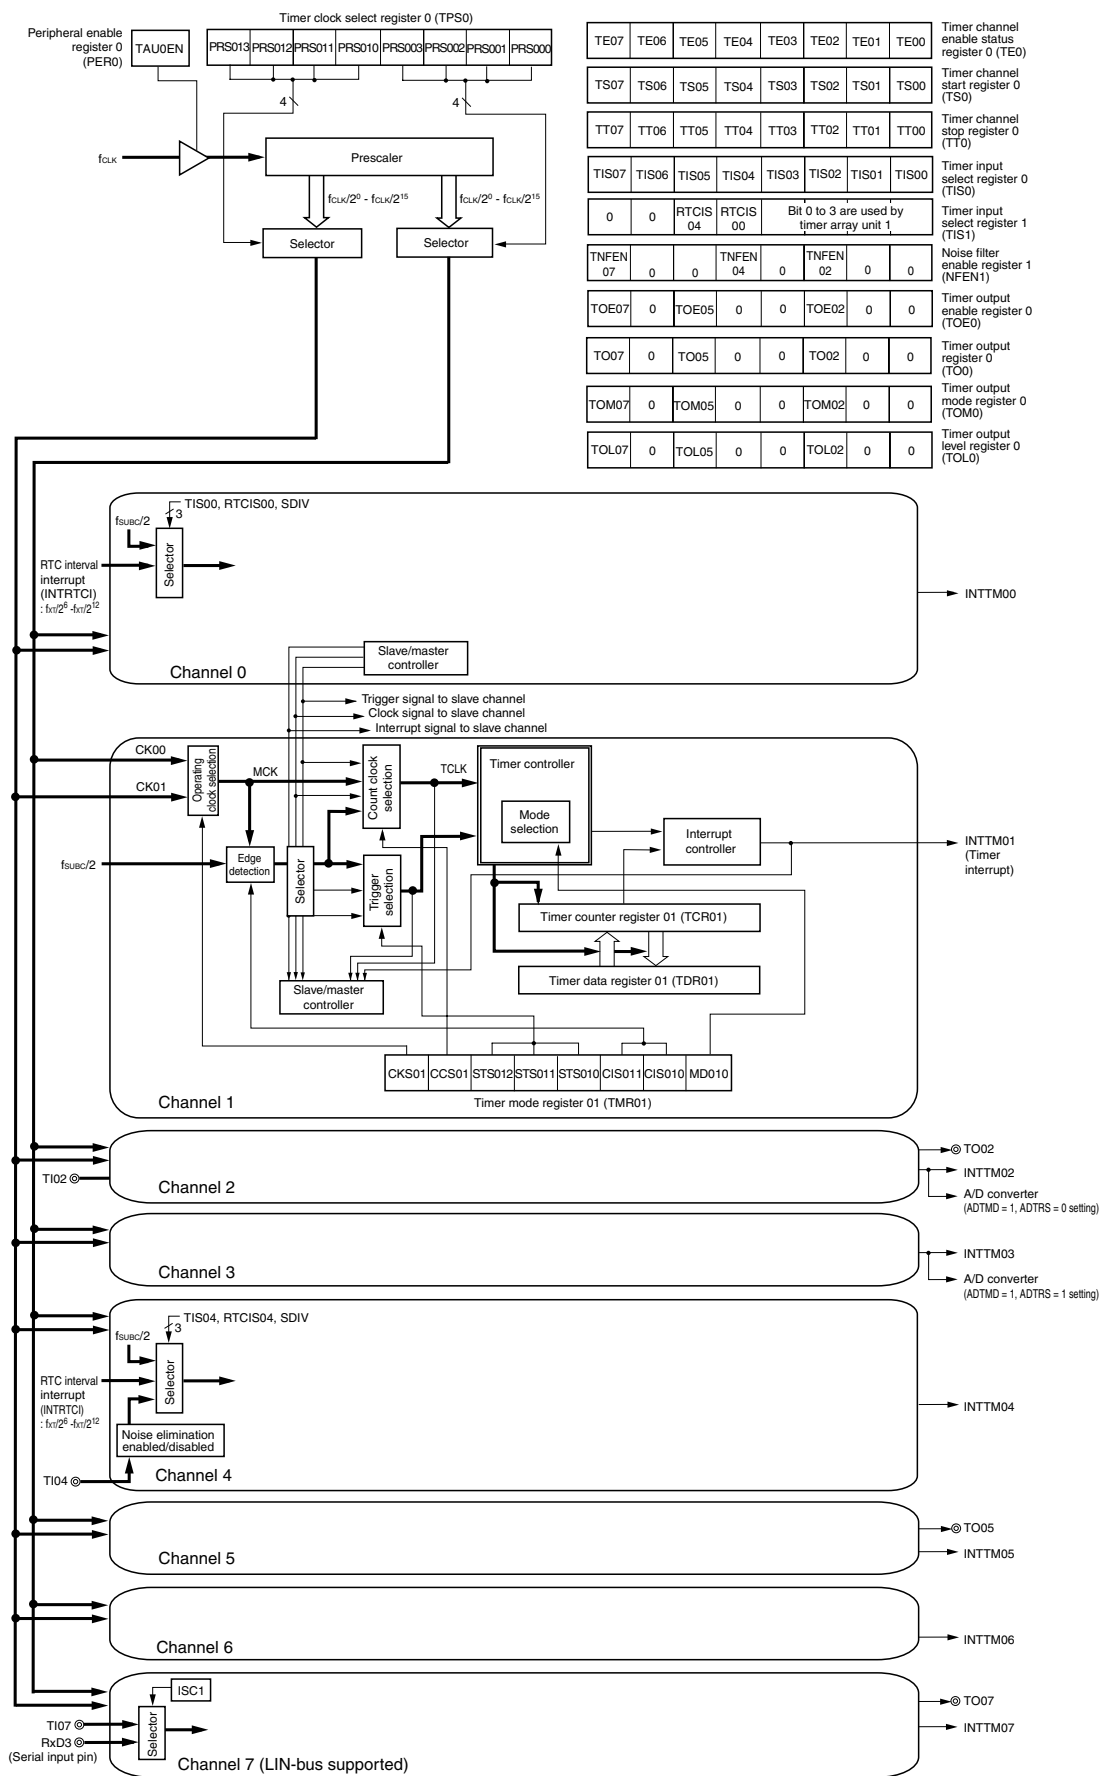 Timer clock select register 0 (TPS0)
Peripheral enable
register 0
(PER0)
TAU0EN
PRS013 PRS012 PRS011 PRS010 PRS003 PRS002 PRS001 PRS000
4
4
fCLK
Prescaler
fCLK/2⁰ - fCLK/2¹⁵
fCLK/2⁰ - fCLK/2¹⁵
Selector
Selector
TE07 TE06 TE05 TE04 TE03 TE02 TE01 TE00
Timer channel
enable status
register 0 (TE0)
TS07 TS06 TS05 TS04 TS03 TS02 TS01 TS00
Timer channel
start register 0
(TS0)
TT07 TT06 TT05 TT04 TT03 TT02 TT01 TT00
Timer channel
stop register 0
(TT0)
TIS07 TIS06 TIS05 TIS04 TIS03 TIS02 TIS01 TIS00
Timer input
select register 0
(TIS0)
0 0 RTCIS04 RTCIS00 Bit 0 to 3 are used by
timer array unit 1
Timer input
select register 1
(TIS1)
TNFEN07 0 0 TNFEN04 0 TNFEN02 0 0
Noise filter
enable register 1
(NFEN1)
TOE07 0 TOE05 0 0 TOE02 0 0
Timer output
enable register 0
(TOE0)
TO07 0 TO05 0 0 TO02 0 0
Timer output
register 0
(TO0)
TOM07 0 TOM05 0 0 TOM02 0 0
Timer output
mode register 0
(TOM0)
TOL07 0 TOL05 0 0 TOL02 0 0
Timer output
level register 0
(TOL0)
TIS00, RTCIS00, SDIV
3
fSUBC/2
Selector
RTC interval
interrupt
(INTRTCI)
: fXT/2⁶ -fXT/2¹²
INTTM00
Slave/master
controller
Channel 0
Trigger signal to slave channel
Clock signal to slave channel
Interrupt signal to slave channel
CK00
CK01
Operating
clock selection
MCK
Count clock
selection
TCLK
Timer controller
Mode
selection
Interrupt
controller
INTTM01
(Timer
interrupt)
fSUBC/2
Edge
detection
Selector
Trigger
selection
Timer counter register 01 (TCR01)
Timer data register 01 (TDR01)
Slave/master
controller
CKS01 CCS01 STS012 STS011 STS010 CIS011 CIS010 MD010
Timer mode register 01 (TMR01)
Channel 1
TI02
Channel 2
TO02
INTTM02
A/D converter
(ADTMD = 1, ADTRS = 0 setting)
Channel 3
INTTM03
A/D converter
(ADTMD = 1, ADTRS = 1 setting)
TIS04, RTCIS04, SDIV
3
fSUBC/2
Selector
RTC interval
interrupt
(INTRTCI)
: fXT/2⁶ -fXT/2¹²
INTTM04
Noise elimination
enabled/disabled
TI04
Channel 4
Channel 5
TO05
INTTM05
Channel 6
INTTM06
ISC1
TI07
RxD3
(Serial input pin)
Selector
TO07
INTTM07
Channel 7 (LIN-bus supported)